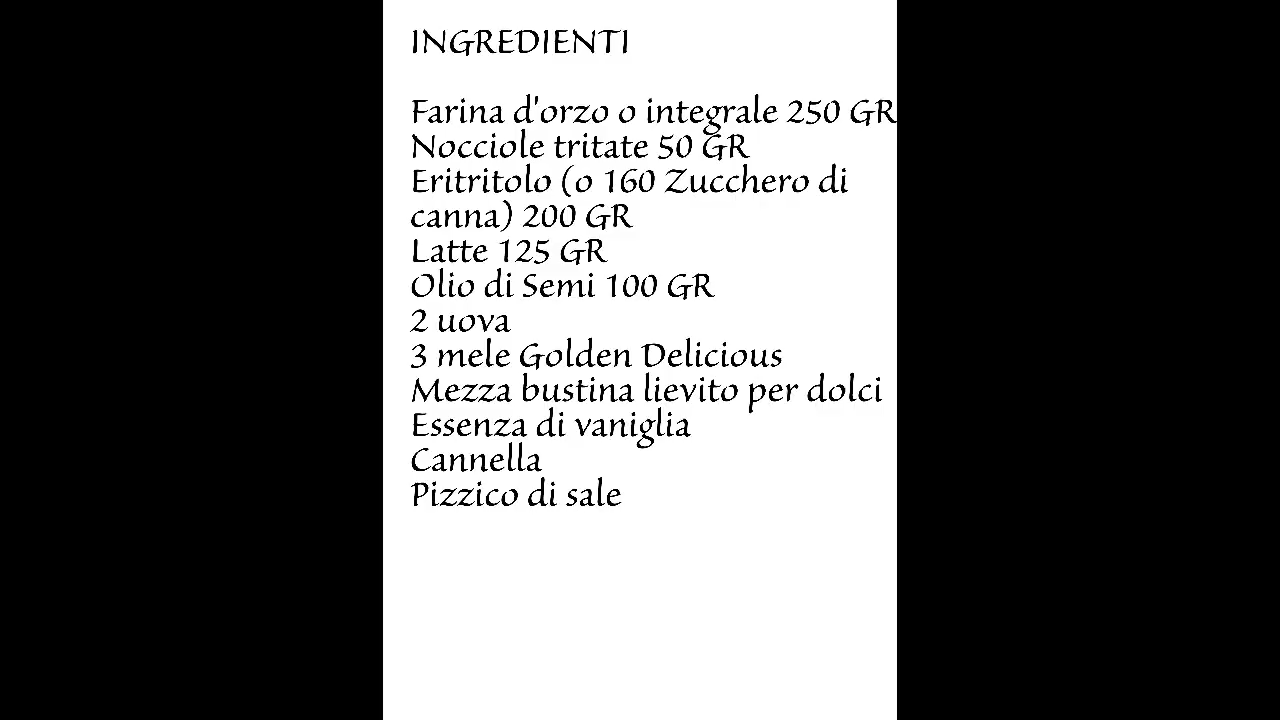 INGREDIENTI
Farina d'orzo o integrale 250 GR
Nocciole tritate 50 GR
Eritritolo (o 160 Zucchero di
canna) 200 GR
Latte 125 GR
Olio di Semi 100 GR
2 uova
3 mele Golden Delicious
Mezza bustina lievito per dolci
Essenza di vaniglia
Cannella
Pizzico di sale